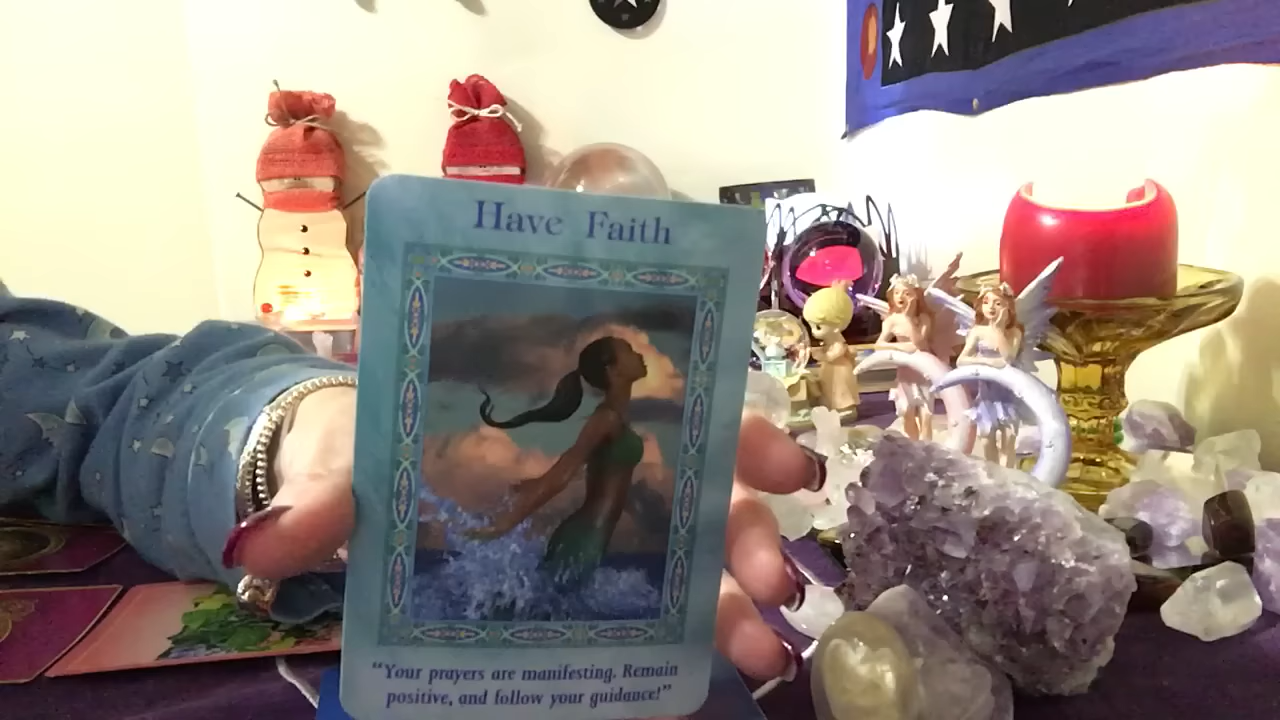 Have Faith
“Your prayers are manifesting. Remain
positive, and follow your guidance!”